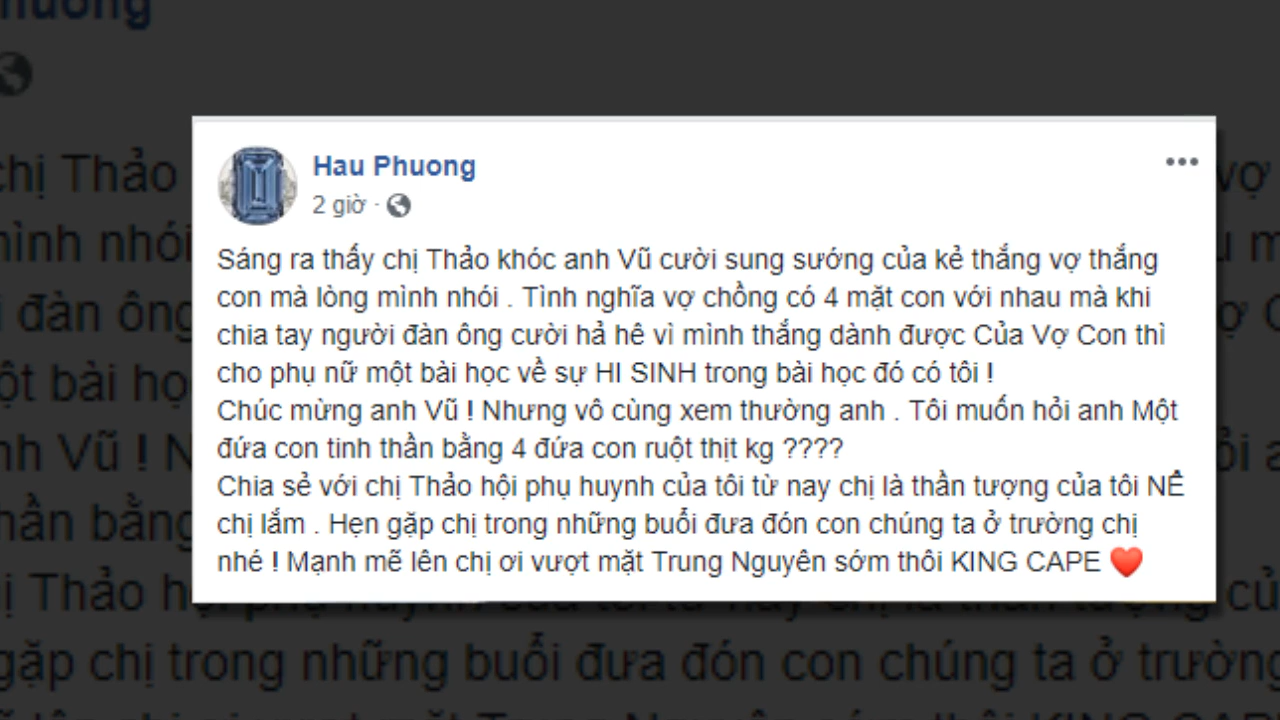 Hau Phuong
2 giờ ·
Sáng ra thấy chị Thảo khóc anh Vũ cười sung sướng của kẻ thắng vợ thắng
con mà lòng mình nhói . Tình nghĩa vợ chồng có 4 mặt con với nhau mà khi
chia tay người đàn ông cười hả hê vì mình thắng dành được Của Vợ Con thì
cho phụ nữ một bài học về sự HI SINH trong bài học đó có tôi !
Chúc mừng anh Vũ ! Nhưng vô cùng xem thường anh . Tôi muốn hỏi anh Một
đứa con tinh thần bằng 4 đứa con ruột thịt kg ????
Chia sẻ với chị Thảo hội phụ huynh của tôi từ nay chị là thần tượng của tôi NỂ
chị lắm . Hẹn gặp chị trong những buổi đưa đón con chúng ta ở trường chị
nhé ! Mạnh mẽ lên chị ơi vượt mặt Trung Nguyên sớm thôi KING CAPE ❤️